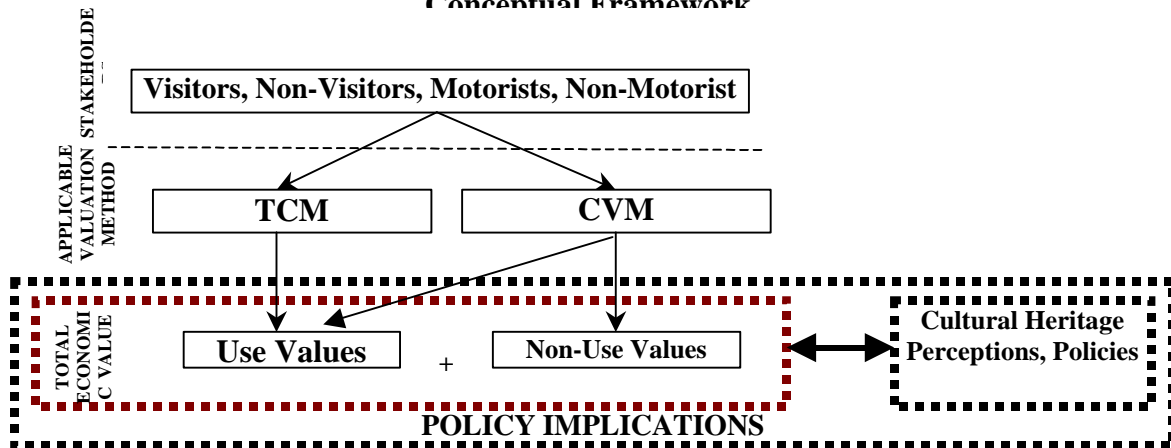 Conceptual Framework
STAKEHOLDE
Visitors, Non-Visitors, Motorists, Non-Motorist
APPLICABLE
VALUATION
METHOD
TCM
CVM
TOTAL
ECONOMI
C VALUE
Use Values
+
Non-Use Values
Cultural Heritage
Perceptions, Policies
POLICY IMPLICATIONS